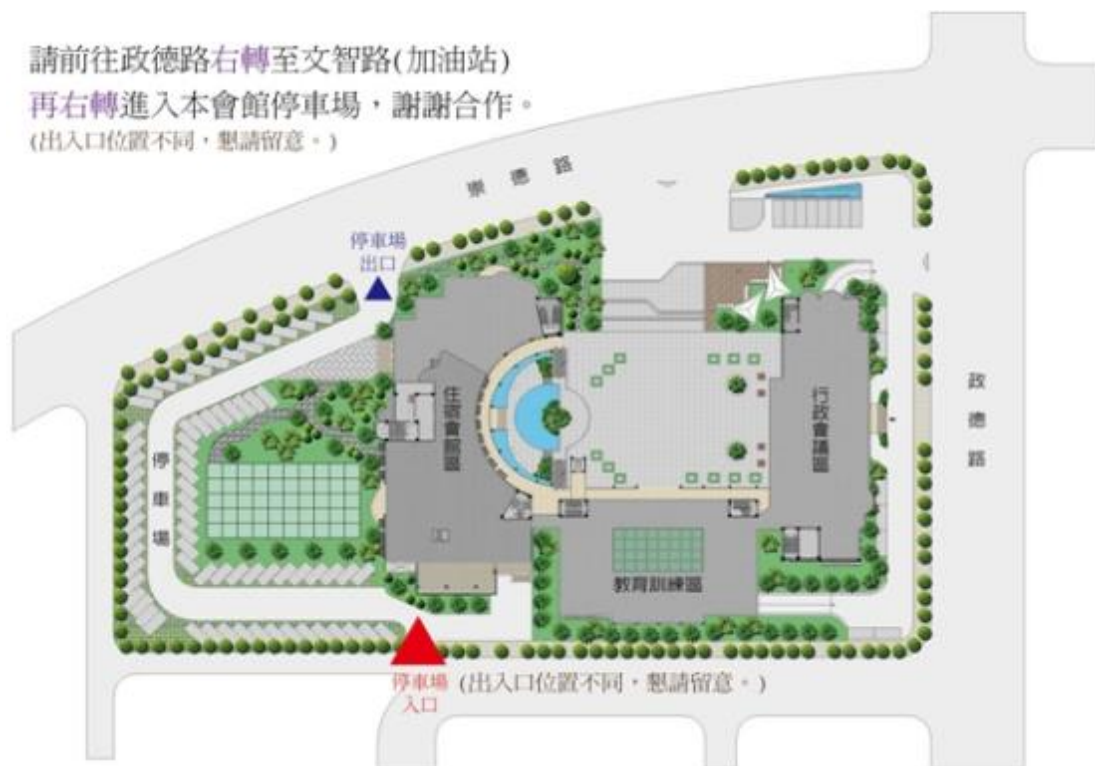 請前往政德路右轉至文智路(加油站)
再右轉進入本會館停車場，謝謝合作。
(出入口位置不同，懇請留意。)
崇德路
停車場
出口
住宿會館區
行政會議區
政德路
停車場
教育訓練區
停車場
入口
(出入口位置不同，懇請留意。)